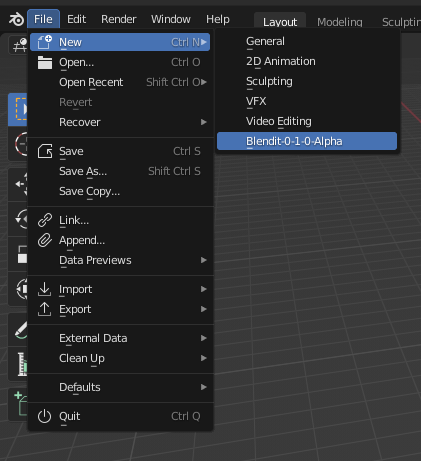 File Edit Render Window Help Layout Modeling Sculptin
New Ctrl N
Open... Ctrl O
Open Recent Shift Ctrl O
Revert
Recover
Save Ctrl S
Save As... Shift Ctrl S
Save Copy...
Link...
Append...
Data Previews
Import
Export
External Data
Clean Up
Defaults
Quit Ctrl Q
General
2D Animation
Sculpting
VFX
Video Editing
Blendit-0-1-0-Alpha